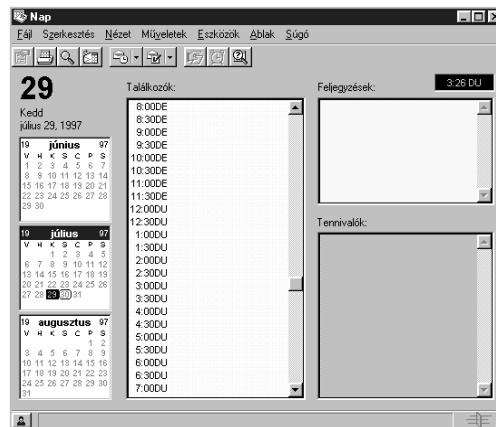 Nap
Fájl Szerkesztés Nézet Műveletek Eszközök Ablak Súgó
29
Kedd
július 29, 1997
19 június 97
V H K S C P S
1 2 3 4 5 6 7
8 9 10 11 12 13 14
15 16 17 18 19 20 21
22 23 24 25 26 27 28
29 30
19 július 97
V H K S C P S
1 2 3 4 5
6 7 8 9 10 11 12
13 14 15 16 17 18 19
20 21 22 23 24 25 26
27 28 29 30 31
19 augusztus 97
V H K S C P S
1 2
3 4 5 6 7 8 9
10 11 12 13 14 15 16
17 18 19 20 21 22 23
24 25 26 27 28 29 30
31
Találkozók:
8:00DE
8:30DE
9:00DE
9:30DE
10:00DE
10:30DE
11:00DE
11:30DE
12:00DU
12:30DU
1:00DU
1:30DU
2:00DU
2:30DU
3:00DU
3:30DU
4:00DU
4:30DU
5:00DU
5:30DU
6:00DU
6:30DU
7:00DU
Feljegyzések:
3:26 DU
Tennivalók: